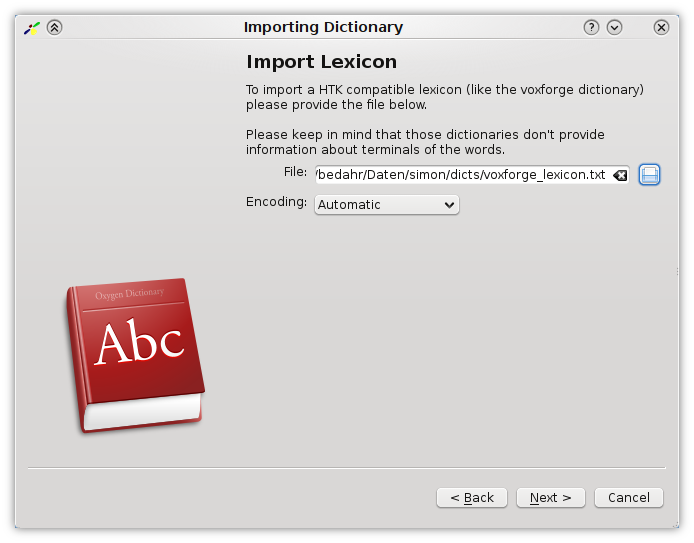 Importing Dictionary
Import Lexicon
To import a HTK compatible lexicon (like the voxforge dictionary)
please provide the file below.
Please keep in mind that those dictionaries don't provide
information about terminals of the words.
File: /bedahr/Daten/simon/dicts/voxforge_lexicon.txt
Encoding: Automatic
Oxygen Dictionary
Abc
< Back Next > Cancel